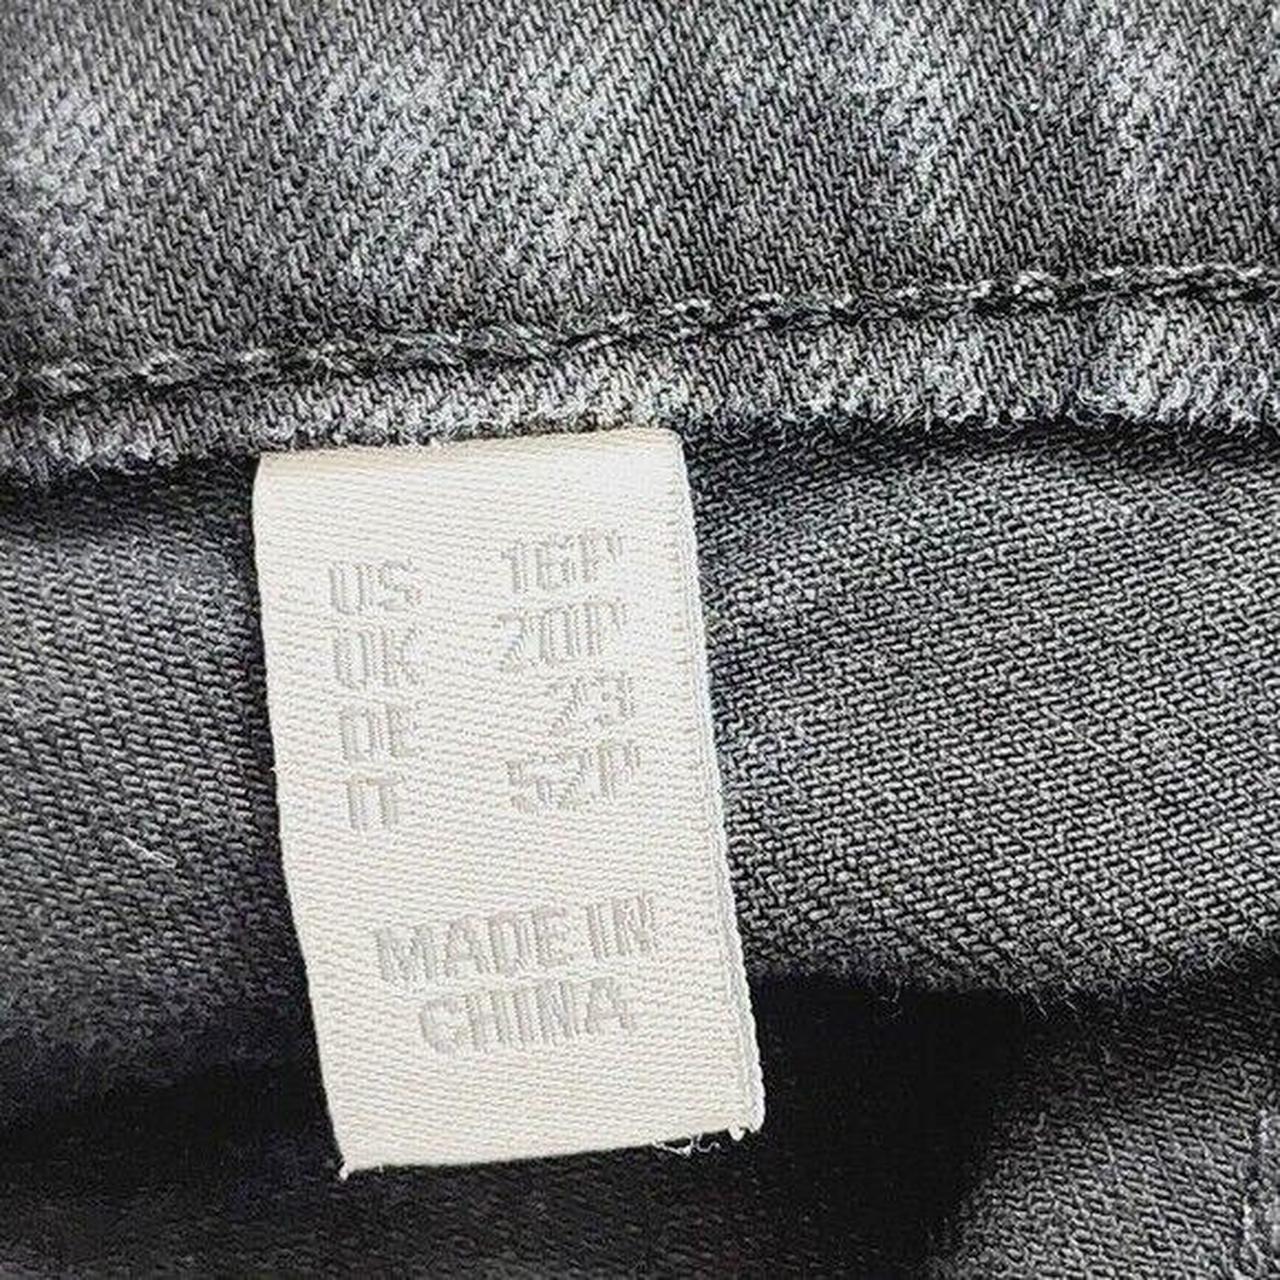 US 16P
UK 20P
DE 23
IT 52P
MADE IN
CHINA